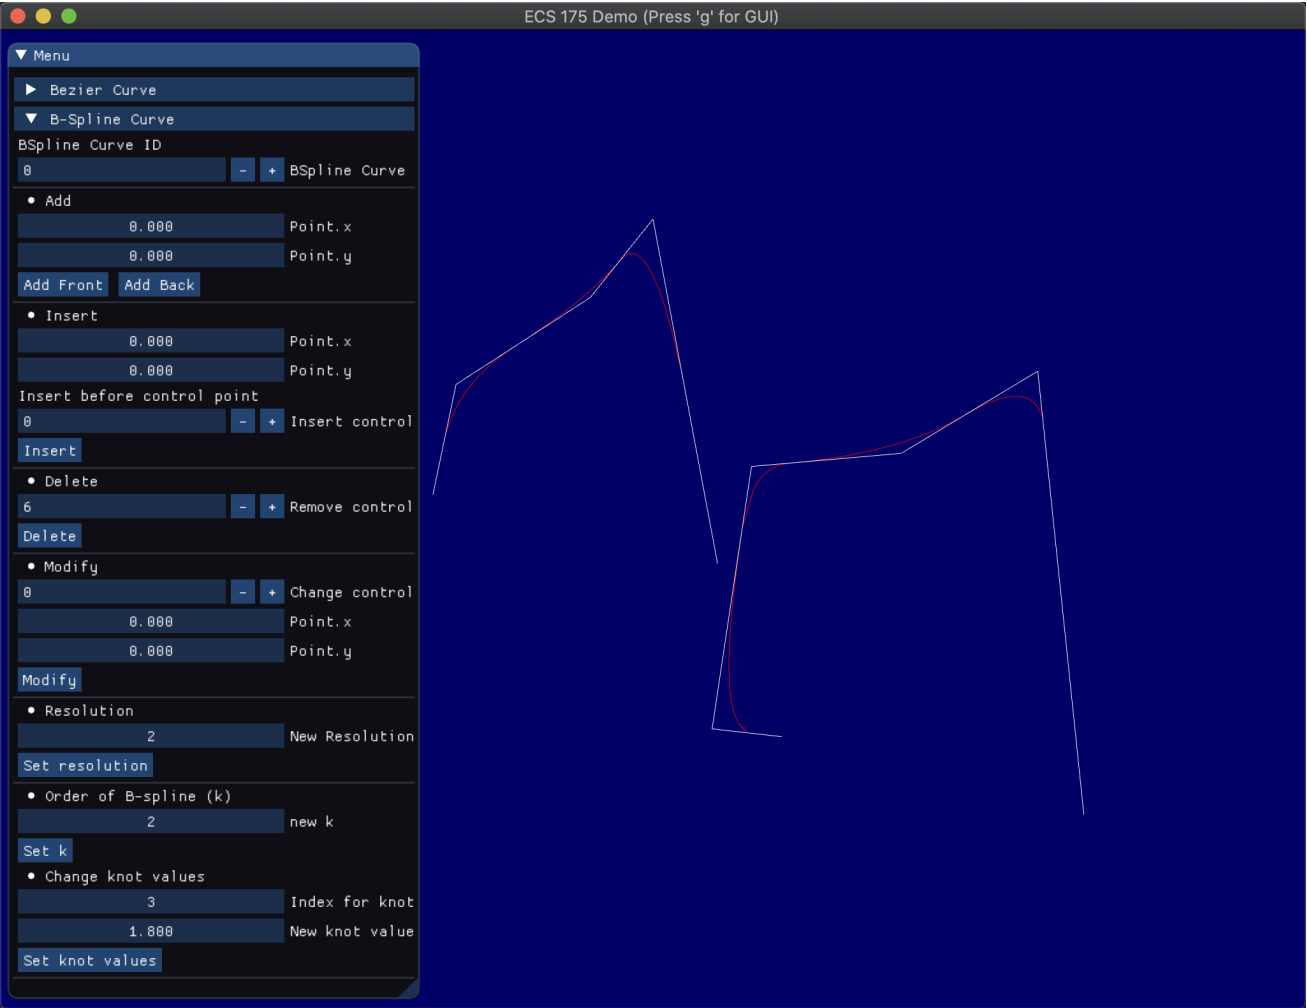 ECS 175 Demo (Press 'g' for GUI)
Menu
Bezier Curve
B-Spline Curve
BSpline Curve ID
0 - + BSpline Curve
Add
0.000 Point.x
0.000 Point.y
Add Front Add Back
Insert
0.000 Point.x
0.000 Point.y
Insert before control point
0 - + Insert control
Insert
Delete
6 - + Remove control
Delete
Modify
0 - + Change control
0.000 Point.x
0.000 Point.y
Modify
Resolution
2 New Resolution
Set resolution
Order of B-spline (k)
2 new k
Set k
Change knot values
3 Index for knot
1.800 New knot value
Set knot values